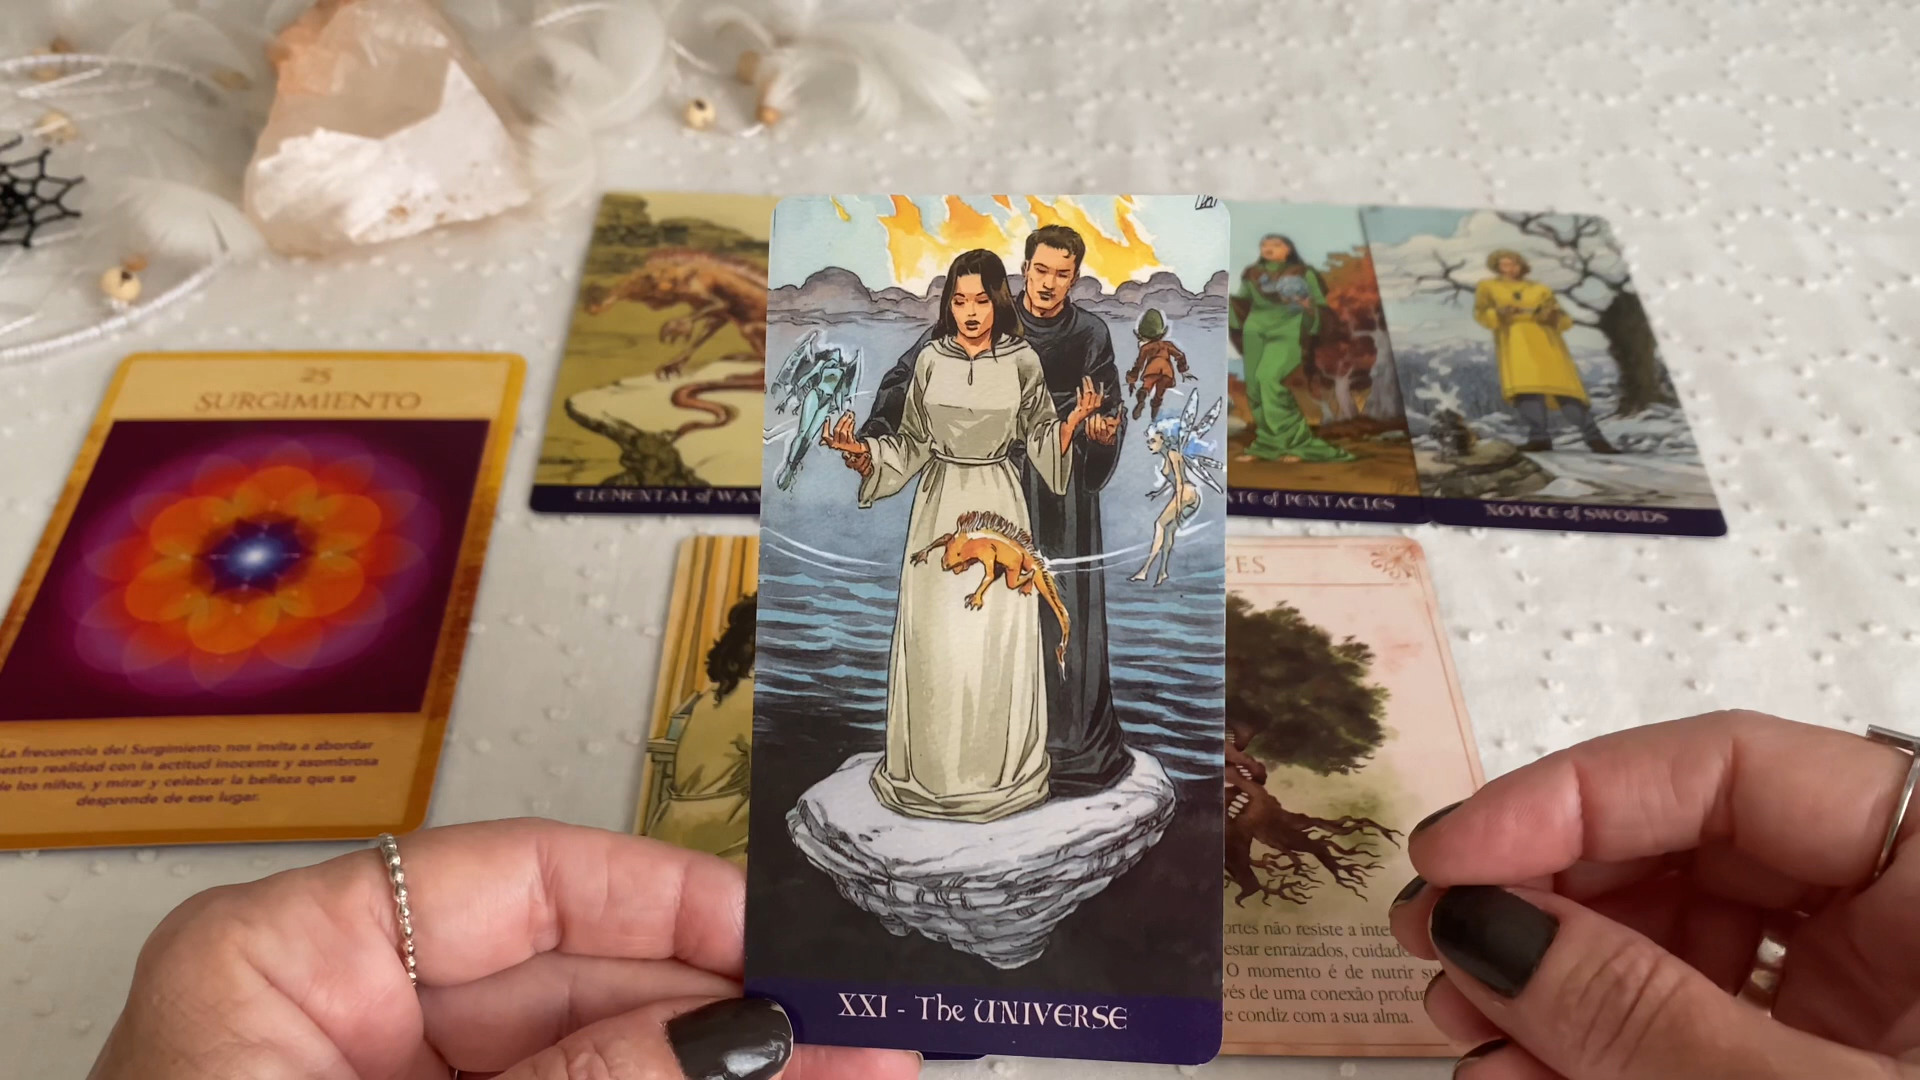 25
SURGIMIENTO
La frecuencia del Surgimiento nos invita a abordar
estra realidad con la actitud inocente y asombrosa
de los niños, y mirar y celebrar la belleza que se
desprende de ese lugar.
ELEMENTAL of WAN
ATE of PENTACLES
NOVICE of SWORDS
XXI - The UNIVERSE
ES
ortes não resiste a inte
estar enraizados, cuidad
O momento é de nutrir su
vés de uma conexão profu
e condiz com a sua alma.